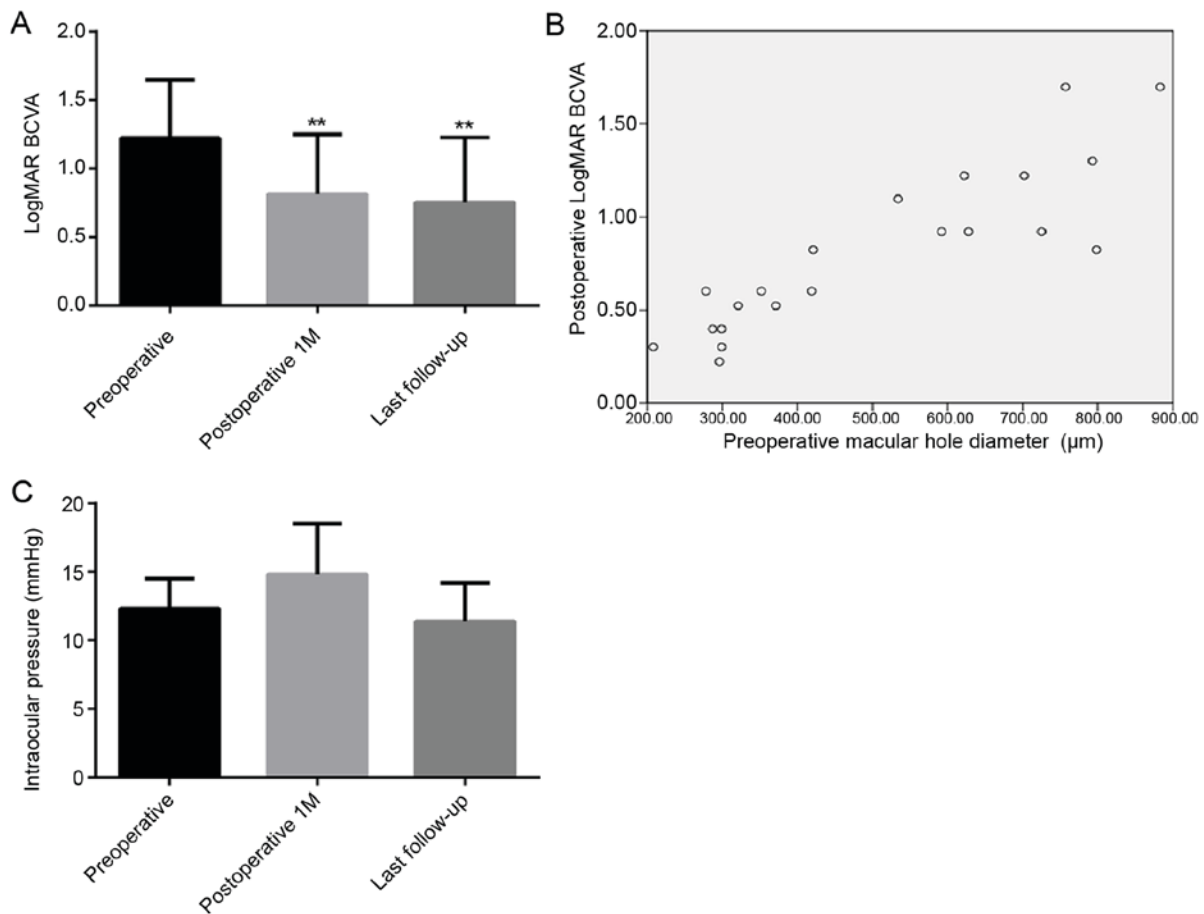 A
LogMAR BCVA
2.0
1.5
1.0
0.5
0.0
**
**
Preoperative
Postoperative 1M
Last follow-up
B
Postoperative LogMAR BCVA
2.00
1.50
1.00
0.50
0.00
200.00 300.00 400.00 500.00 600.00 700.00 800.00 900.00
Preoperative macular hole diameter (µm)
C
Intraocular pressure (mmHg)
20
15
10
5
0
Preoperative
Postoperative 1M
Last follow-up